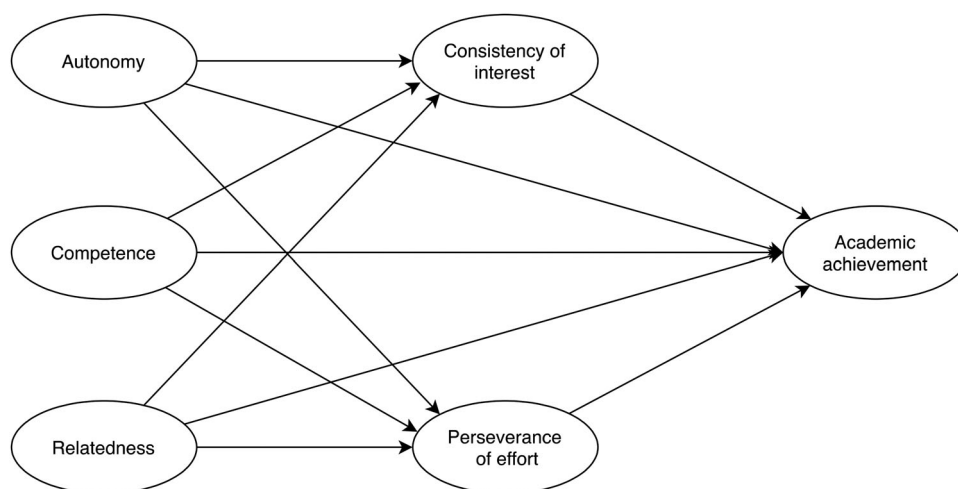 Autonomy
Consistency of
interest
Competence
Academic
achievement
Relatedness
Perseverance
of effort